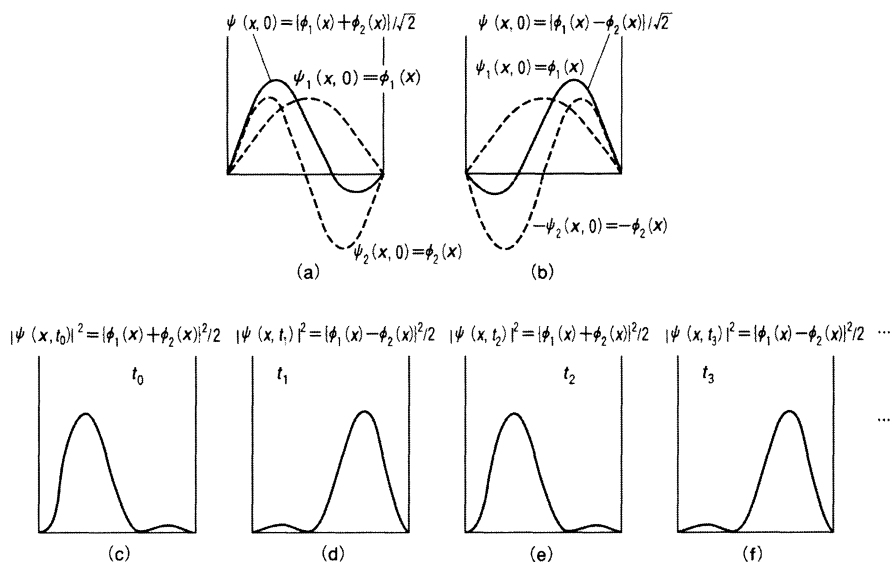 ψ(x, 0)={ϕ₁(x)+ϕ₂(x)}/√2
ψ₁(x, 0)=ϕ₁(x)
ψ₂(x, 0)=ϕ₂(x)
(a)
ψ(x, 0)={ϕ₁(x)−ϕ₂(x)}/√2
ψ₁(x, 0)=ϕ₁(x)
−ψ₂(x, 0)=−ϕ₂(x)
(b)
|ψ(x, t₀)|²={ϕ₁(x)+ϕ₂(x)}²/2
t₀
(c)
|ψ(x, t₁)|²={ϕ₁(x)−ϕ₂(x)}²/2
t₁
(d)
|ψ(x, t₂)|²={ϕ₁(x)+ϕ₂(x)}²/2
t₂
(e)
|ψ(x, t₃)|²={ϕ₁(x)−ϕ₂(x)}²/2 …
t₃
…
(f)